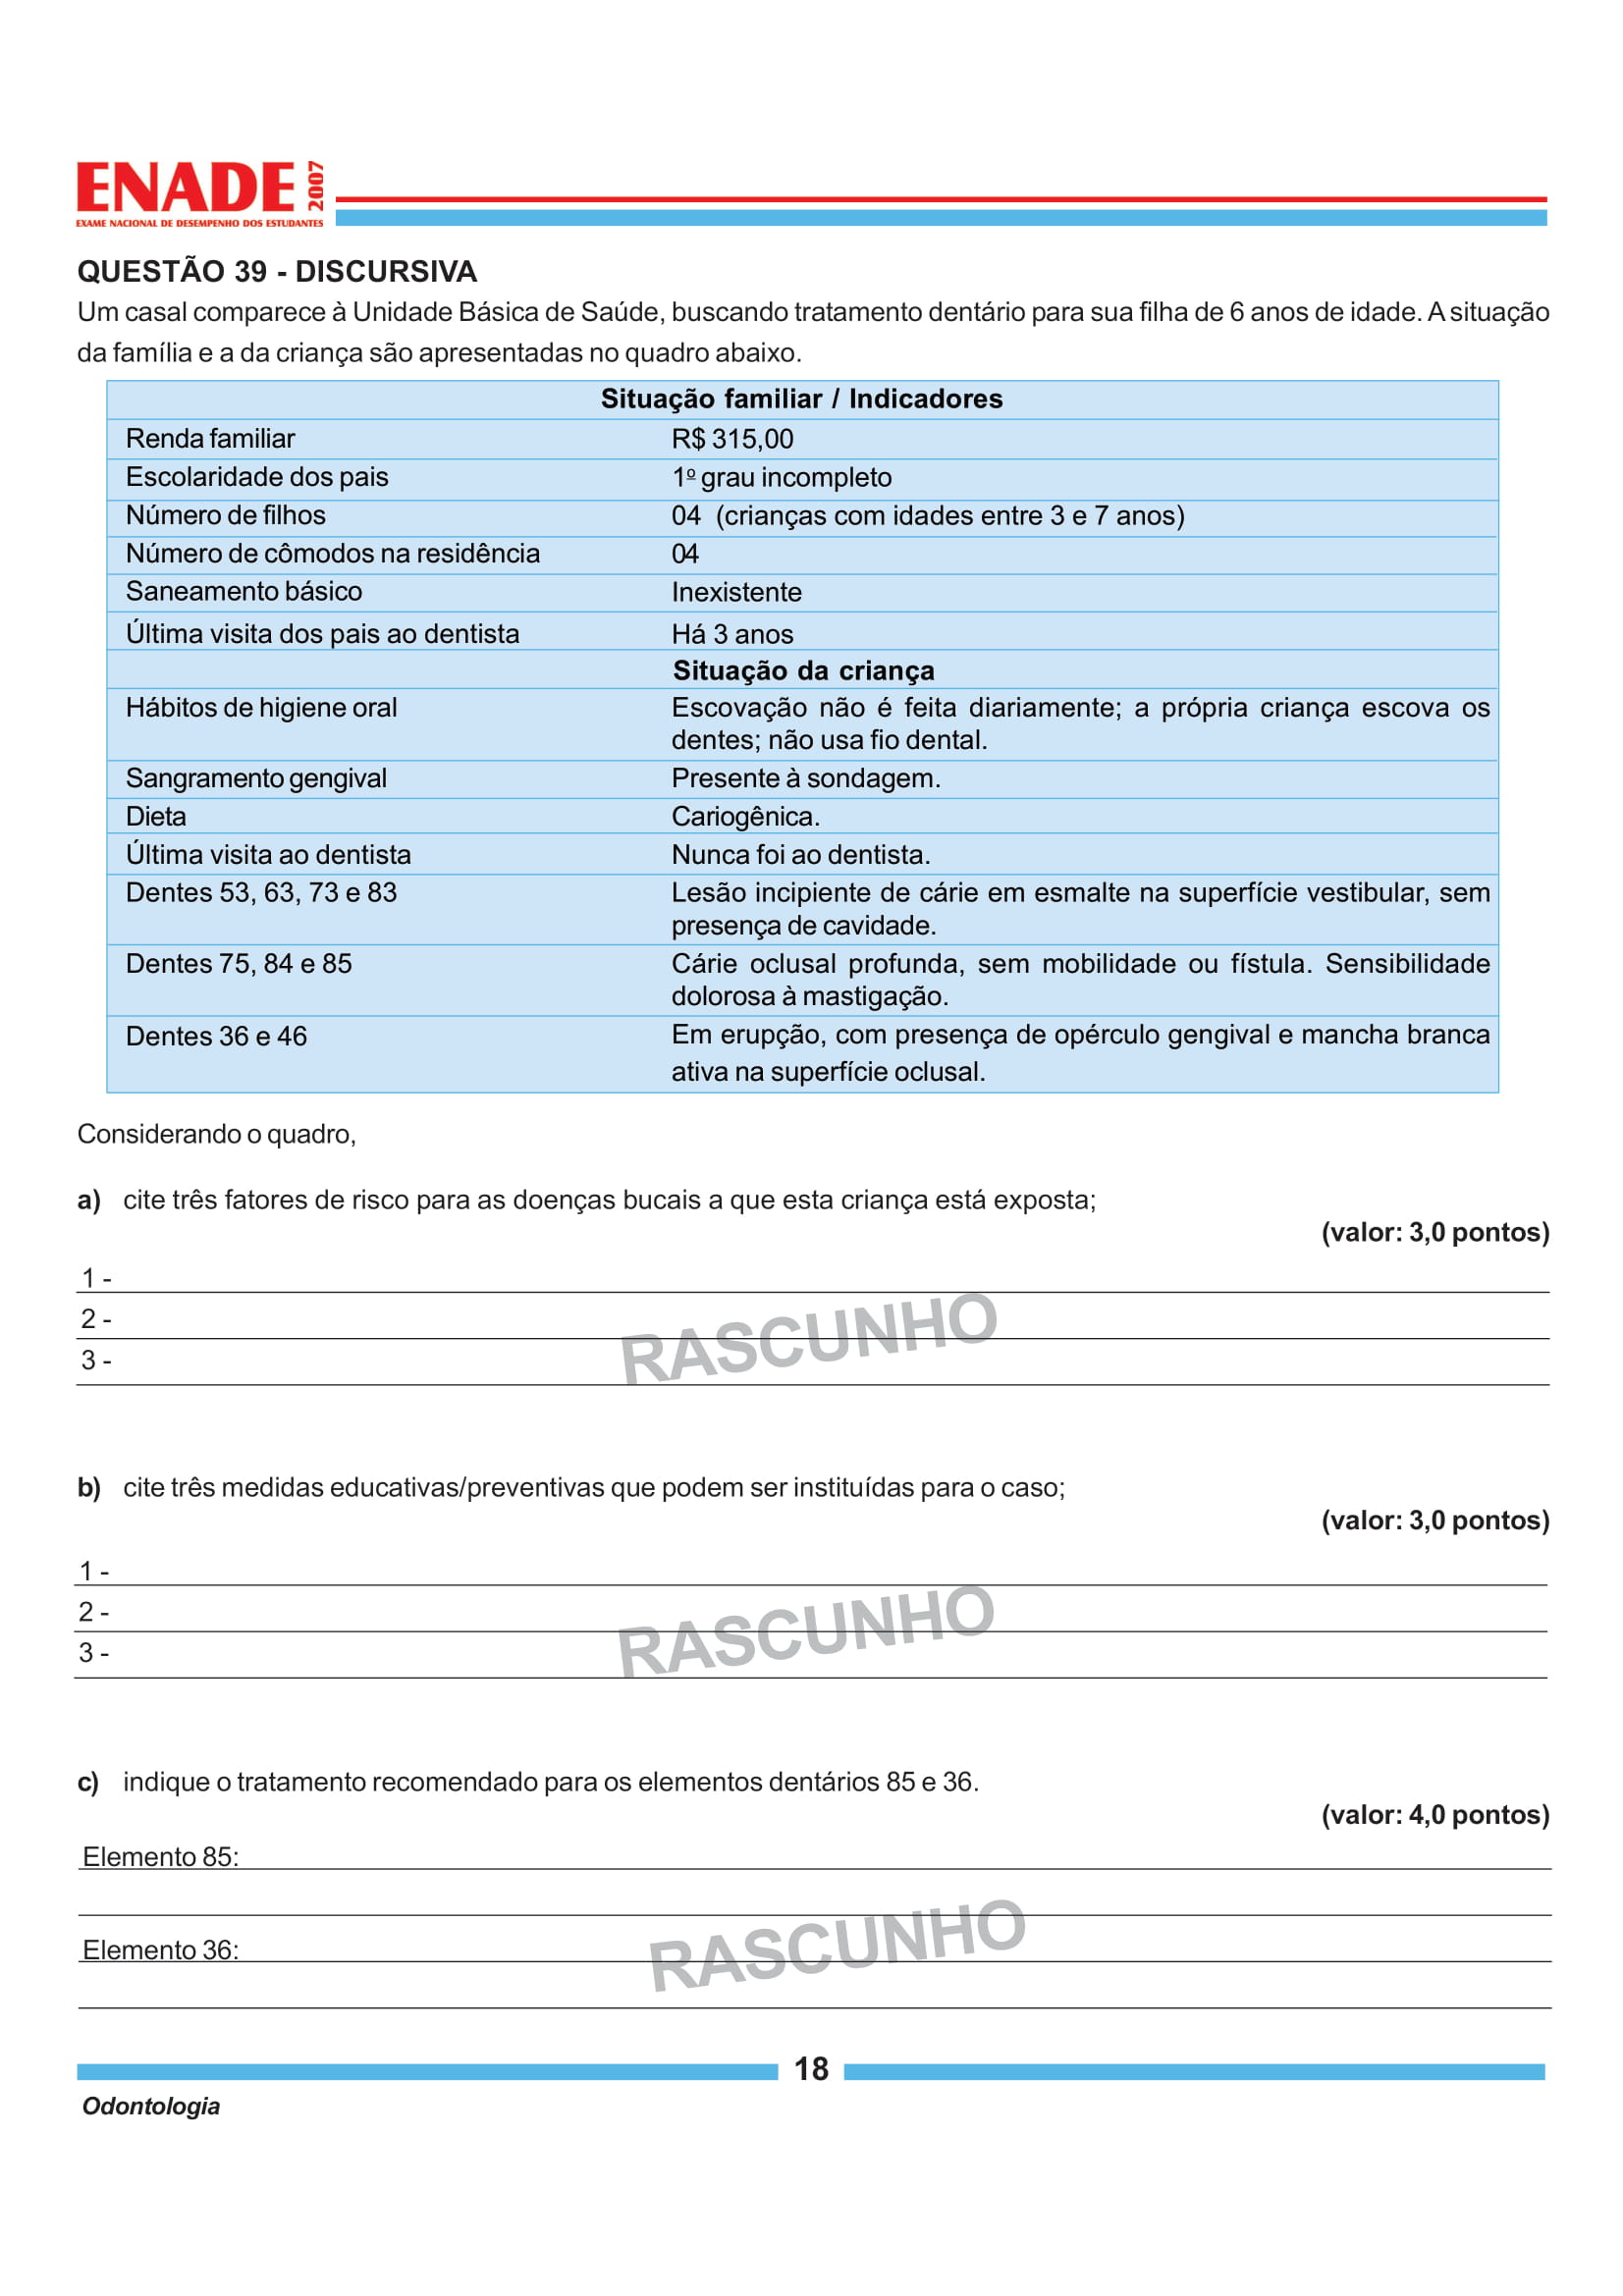 ENADE 2007
EXAME NACIONAL DE DESEMPENHO DOS ESTUDANTES
QUESTÃO 39 - DISCURSIVA
Um casal comparece à Unidade Básica de Saúde, buscando tratamento dentário para sua filha de 6 anos de idade. A situação
da família e a da criança são apresentadas no quadro abaixo.
Situação familiar / Indicadores
Renda familiar R$ 315,00
Escolaridade dos pais 1º grau incompleto
Número de filhos 04 (crianças com idades entre 3 e 7 anos)
Número de cômodos na residência 04
Saneamento básico Inexistente
Última visita dos pais ao dentista Há 3 anos
Situação da criança
Hábitos de higiene oral Escovação não é feita diariamente; a própria criança escova os
dentes; não usa fio dental.
Sangramento gengival Presente à sondagem.
Dieta Cariogênica.
Última visita ao dentista Nunca foi ao dentista.
Dentes 53, 63, 73 e 83 Lesão incipiente de cárie em esmalte na superfície vestibular, sem
presença de cavidade.
Dentes 75, 84 e 85 Cárie oclusal profunda, sem mobilidade ou fístula. Sensibilidade
dolorosa à mastigação.
Dentes 36 e 46 Em erupção, com presença de opérculo gengival e mancha branca
ativa na superfície oclusal.
Considerando o quadro,
a) cite três fatores de risco para as doenças bucais a que esta criança está exposta;
(valor: 3,0 pontos)
1 -
2 -
3 -
RASCUNHO
b) cite três medidas educativas/preventivas que podem ser instituídas para o caso;
(valor: 3,0 pontos)
1 -
2 -
3 -
RASCUNHO
c) indique o tratamento recomendado para os elementos dentários 85 e 36.
(valor: 4,0 pontos)
Elemento 85:
Elemento 36:
RASCUNHO
18
Odontologia